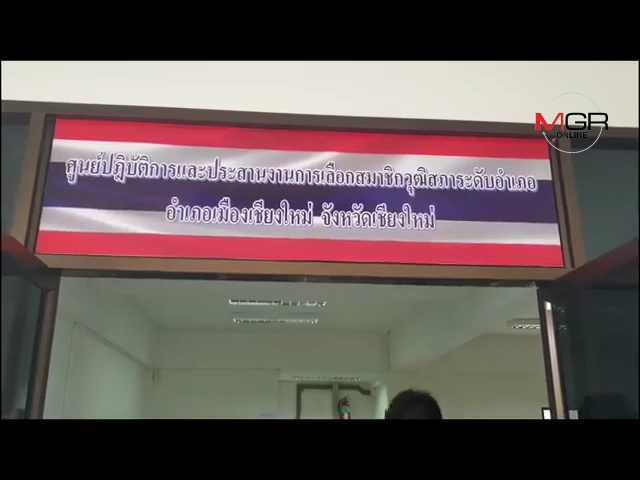 MGR
ONLINE
ศูนย์ปฏิบัติการและประสานงานการเลือกสมาชิกวุฒิสภาระดับอำเภอ
อำเภอเมืองเชียงใหม่ จังหวัดเชียงใหม่